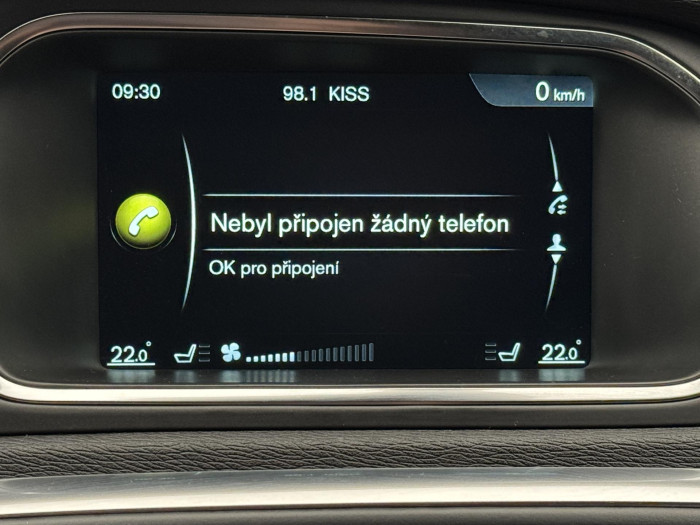 09:30 98.1 KISS 0 km/h
Nebyl připojen žádný telefon
OK pro připojení
22.0° 22.0°